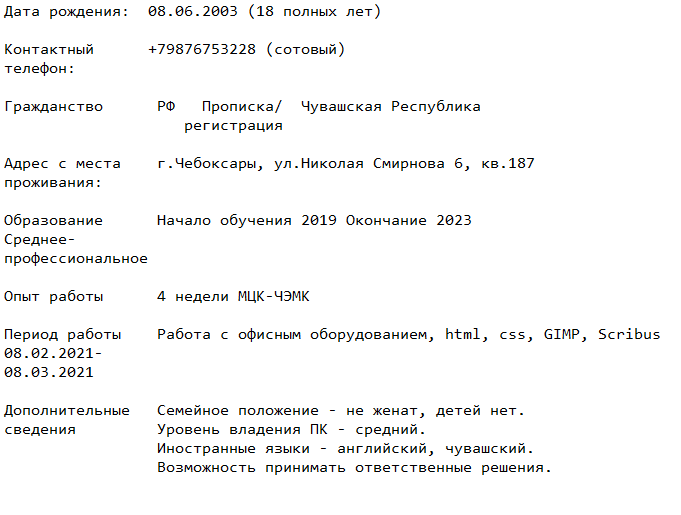 Дата рождения: 08.06.2003 (18 полных лет)
Контактный +79876753228 (сотовый)
телефон:
Гражданство РФ Прописка/ Чувашская Республика
регистрация
Адрес с места г.Чебоксары, ул.Николая Смирнова 6, кв.187
проживания:
Образование Начало обучения 2019 Окончание 2023
Среднее-
профессиональное
Опыт работы 4 недели МЦК-ЧЭМК
Период работы Работа с офисным оборудованием, html, css, GIMP, Scribus
08.02.2021-
08.03.2021
Дополнительные Семейное положение - не женат, детей нет.
сведения Уровень владения ПК - средний.
Иностранные языки - английский, чувашский.
Возможность принимать ответственные решения.